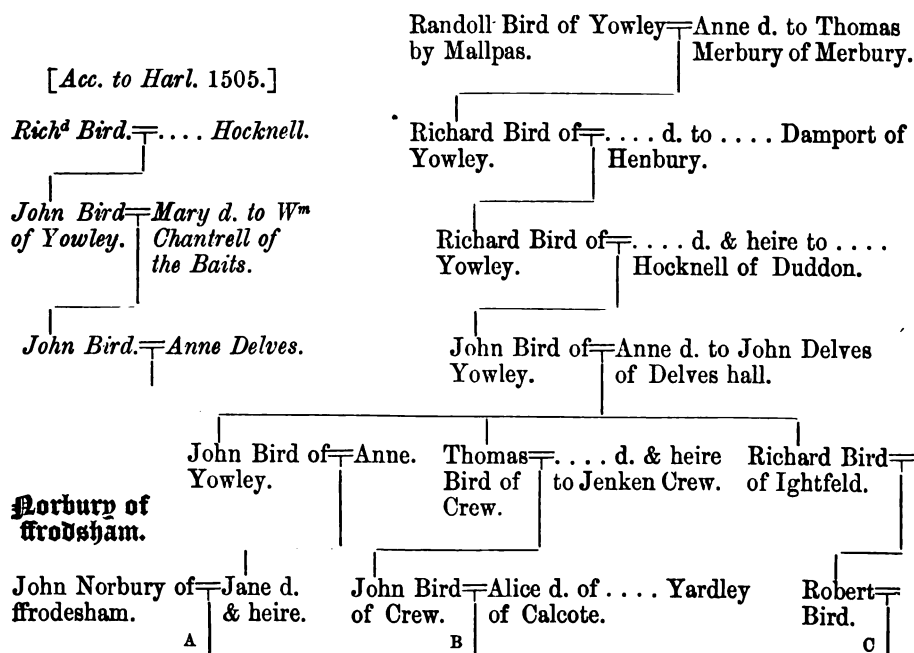 Randoll Bird of Yowley=Anne d. to Thomas
by Mallpas. Merbury of Merbury.
[Acc. to Harl. 1505.]
Richᵈ Bird.=.... Hocknell.
Richard Bird of=.... d. to .... Damport of
Yowley. Henbury.
John Bird=Mary d. to Wᵐ
of Yowley. Chantrell of
the Baits.
Richard Bird of=.... d. & heire to ....
Yowley. Hocknell of Duddon.
John Bird.=Anne Delves.
John Bird of=Anne d. to John Delves
Yowley. of Delves hall.
John Bird of=Anne.
Yowley.
Thomas=.... d. & heire
Bird of to Jenken Crew.
Crew.
Richard Bird=
of Ightfeld.
Norbury of
ffrodsham.
John Norbury of=Jane d.
ffrodesham. & heire.
A
John Bird=Alice d. of .... Yardley
of Crew. of Calcote.
B
Robert=
Bird.
C